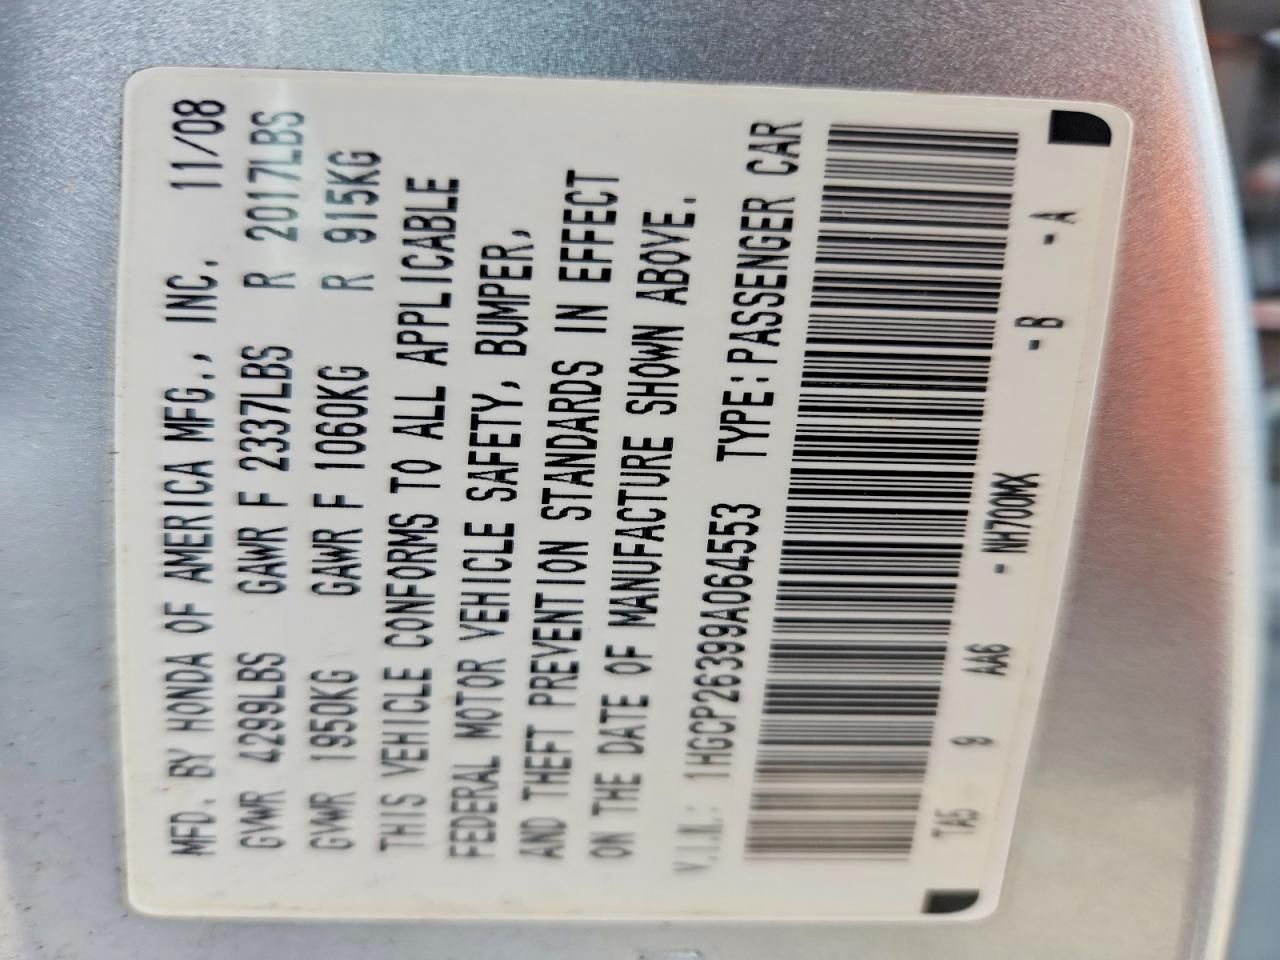 MFD. BY HONDA OF AMERICA MFG., INC. 11/08
GVWR 4299LBS GAWR F 2337LBS R 2017LBS
GVWR 1950KG GAWR F 1060KG R 915KG
THIS VEHICLE CONFORMS TO ALL APPLICABLE
FEDERAL MOTOR VEHICLE SAFETY, BUMPER,
AND THEFT PREVENTION STANDARDS IN EFFECT
ON THE DATE OF MANUFACTURE SHOWN ABOVE.
V.I.N.: 1HGCP26399A064553 TYPE:PASSENGER CAR
TA5 9 AA6 - NH700MX - B - A